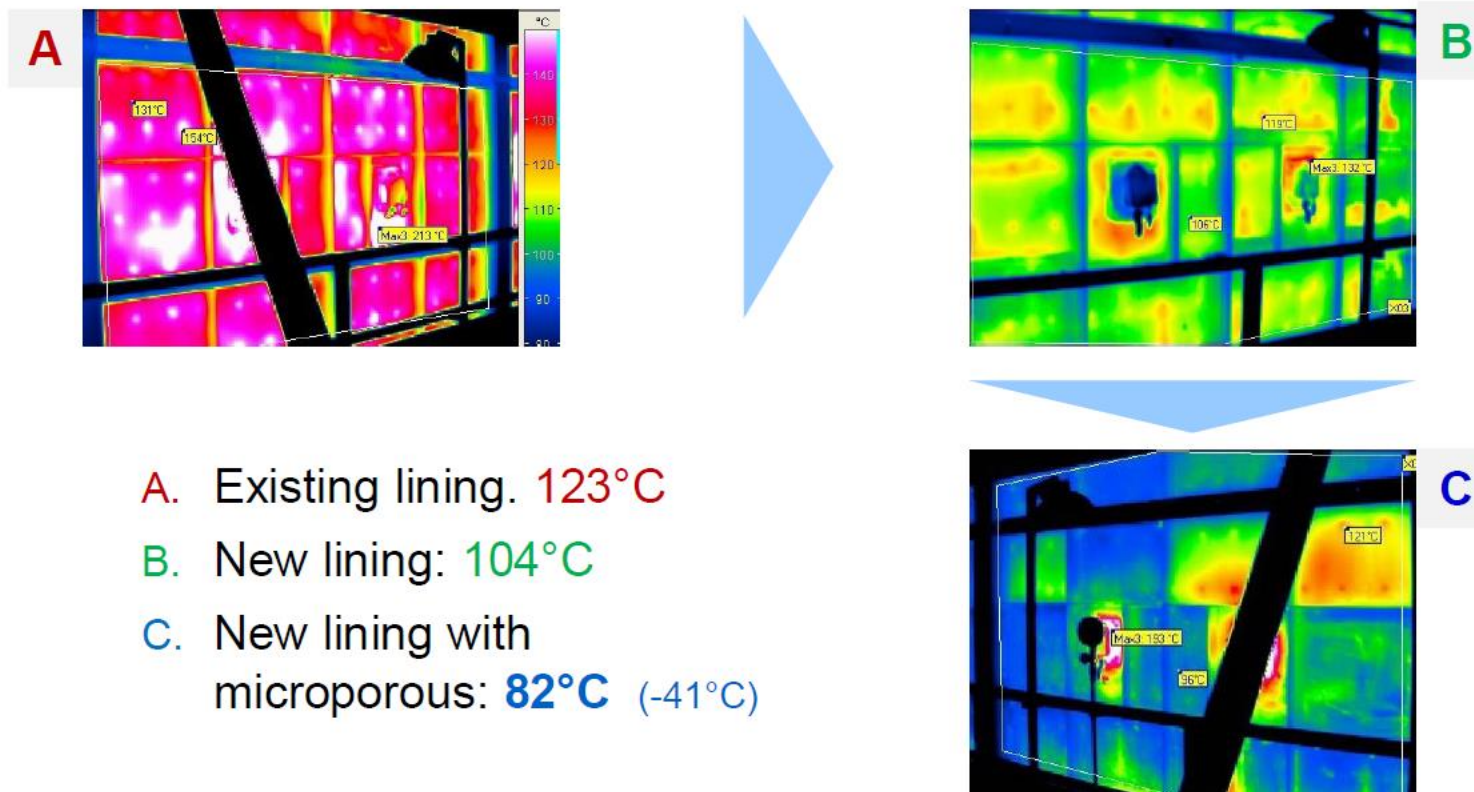 A
°C
140
130
120
110
100
90
80
131°C
154°C
Max3: 213 °C
B
119°C
Max3: 132 °C
106°C
X03
A. Existing lining. 123°C
B. New lining: 104°C
C. New lining with
microporous: 82°C (-41°C)
C
121°C
Max3: 193 °C
96°C